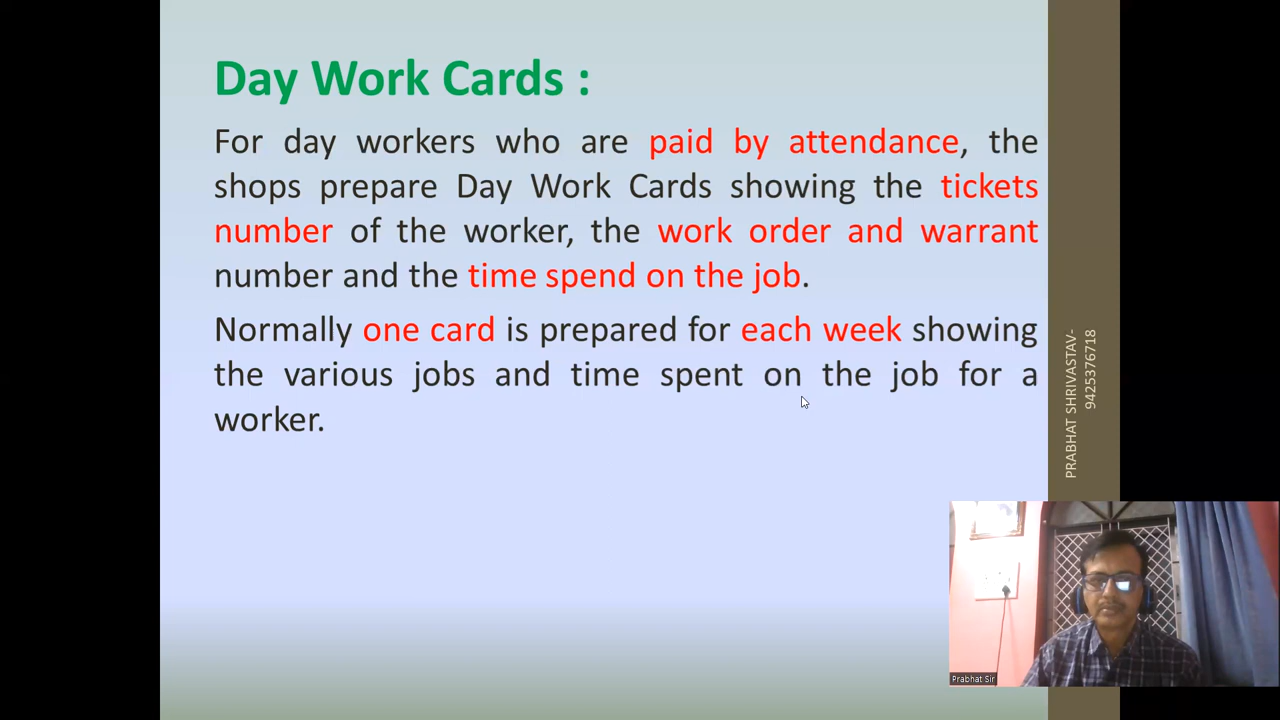 Day Work Cards :
For day workers who are paid by attendance, the
shops prepare Day Work Cards showing the tickets
number of the worker, the work order and warrant
number and the time spend on the job.
Normally one card is prepared for each week showing
the various jobs and time spent on the job for a
worker.
PRABHAT SHRIVASTAV-
9425376718
Prabhat Sir